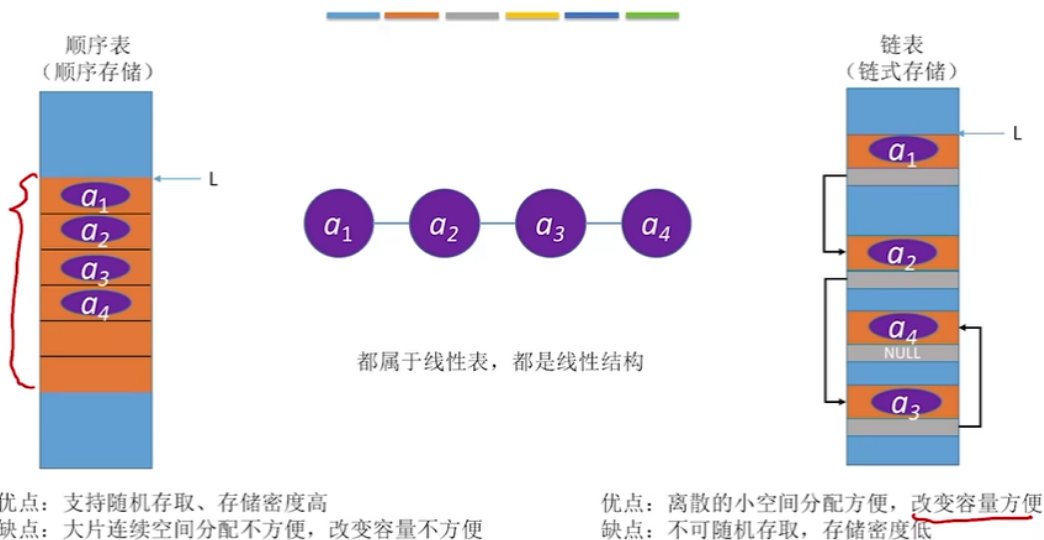 顺序表
（顺序存储）
L
a1
a2
a3
a4
a1
a2
a3
a4
都属于线性表，都是线性结构
链表
（链式存储）
L
a1
a2
a4
NULL
a3
优点：支持随机存取、存储密度高
缺点：大片连续空间分配不方便，改变容量不方便
优点：离散的小空间分配方便，改变容量方便
缺点：不可随机存取，存储密度低